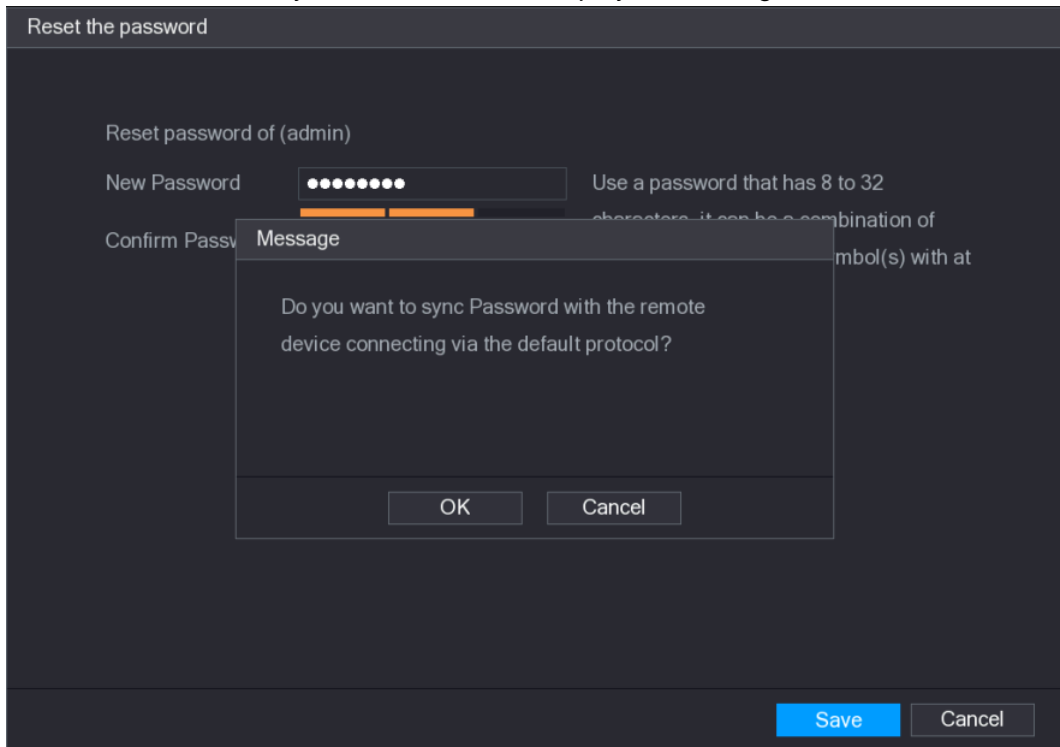 Reset the password
Reset password of (admin)
New Password ●●●●●●●● Use a password that has 8 to 32
combination of
Confirm
Message
with at
Do you want to sync Password with the remote
device connecting via the default protocol?
OK Cancel
Save Cancel